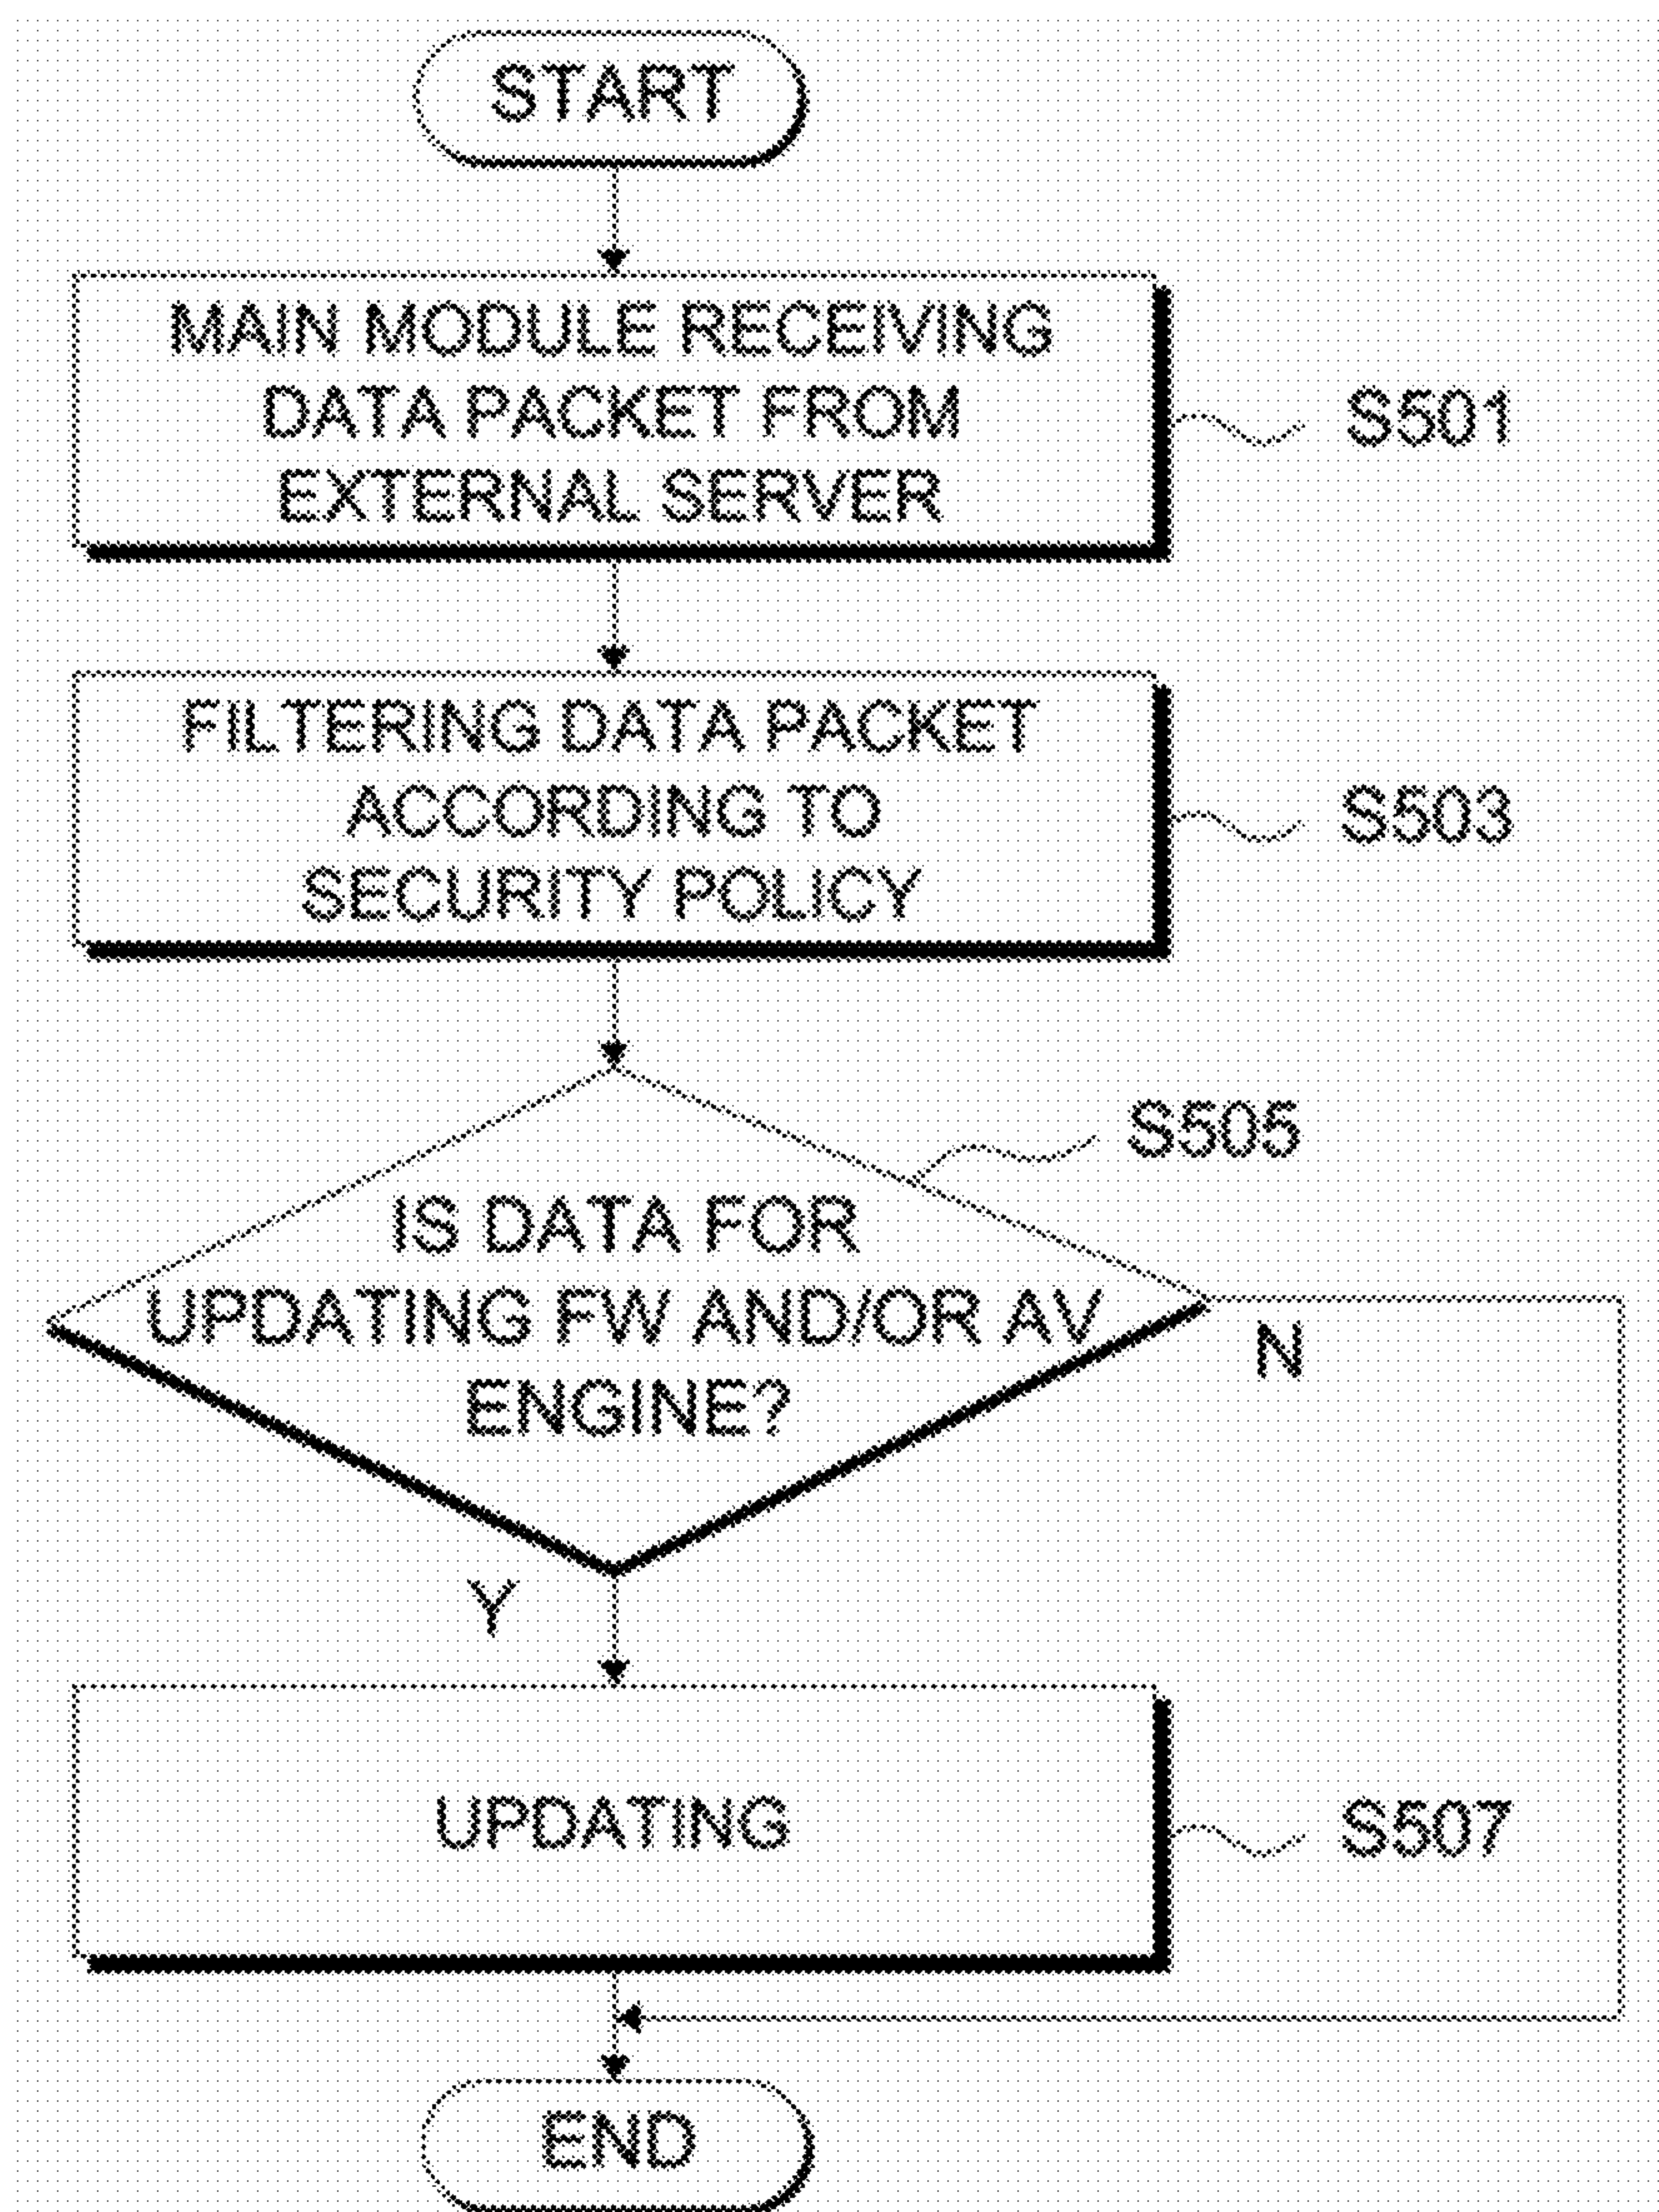 START
MAIN MODULE RECEIVING
DATA PACKET FROM
EXTERNAL SERVER
S501
FILTERING DATA PACKET
ACCORDING TO
SECURITY POLICY
S503
S505
IS DATA FOR
UPDATING FW AND/OR AV
ENGINE?
N
Y
UPDATING
S507
END